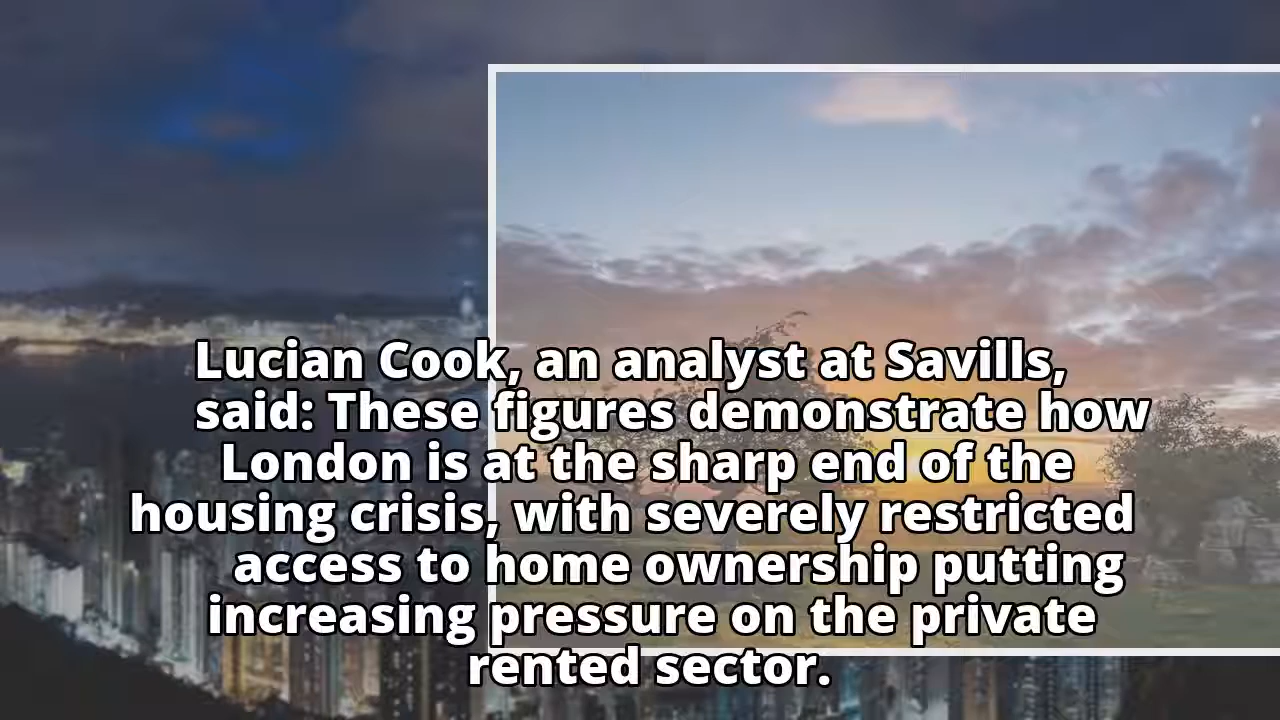 Lucian Cook, an analyst at Savills,
said: These figures demonstrate how
London is at the sharp end of the
housing crisis, with severely restricted
access to home ownership putting
increasing pressure on the private
rented sector.